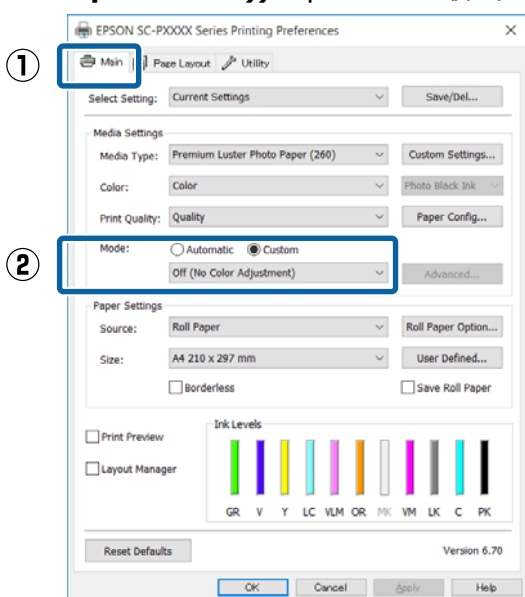 EPSON SC-PXXXX Series Printing Preferences
1
Main Page Layout Utility
Select Setting: Current Settings Save/Del...
Media Settings
Media Type: Premium Luster Photo Paper (260) Custom Settings...
Color: Color Photo Black Ink
Print Quality: Quality Paper Config...
2
Mode: Automatic Custom
Off (No Color Adjustment) Advanced...
Paper Settings
Source: Roll Paper Roll Paper Option...
Size: A4 210 x 297 mm User Defined...
Borderless Save Roll Paper
Ink Levels
Print Preview
Layout Manager
GR V Y LC VLM OR MK VM LK C PK
Reset Defaults Version 6.70
OK Cancel Apply Help